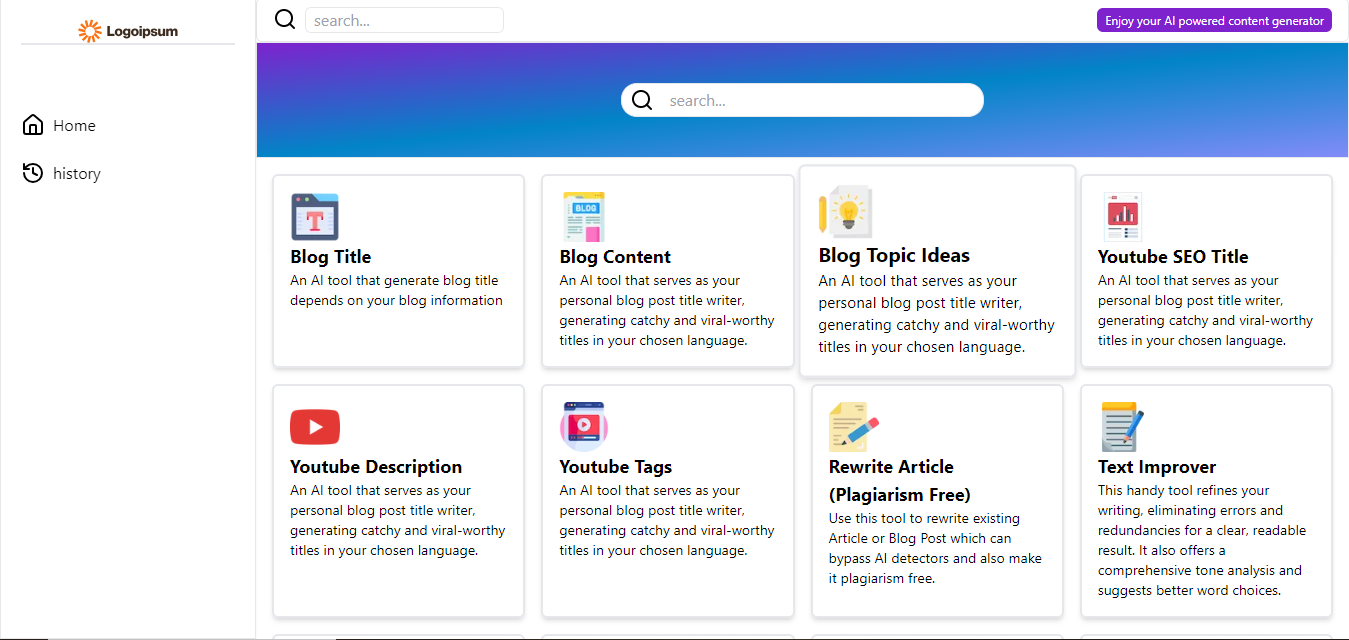 Logoipsum
search...
Enjoy your AI powered content generator
Home
history
search...
BLOG
Blog Title
An AI tool that generate blog title
depends on your blog information
Blog Content
An AI tool that serves as your
personal blog post title writer,
generating catchy and viral-worthy
titles in your chosen language.
Blog Topic Ideas
An AI tool that serves as your
personal blog post title writer,
generating catchy and viral-worthy
titles in your chosen language.
Youtube SEO Title
An AI tool that serves as your
personal blog post title writer,
generating catchy and viral-worthy
titles in your chosen language.
Youtube Description
An AI tool that serves as your
personal blog post title writer,
generating catchy and viral-worthy
titles in your chosen language.
Youtube Tags
An AI tool that serves as your
personal blog post title writer,
generating catchy and viral-worthy
titles in your chosen language.
Rewrite Article
(Plagiarism Free)
Use this tool to rewrite existing
Article or Blog Post which can
bypass AI detectors and also make
it plagiarism free.
Text Improver
This handy tool refines your
writing, eliminating errors and
redundancies for a clear, readable
result. It also offers a
comprehensive tone analysis and
suggests better word choices.